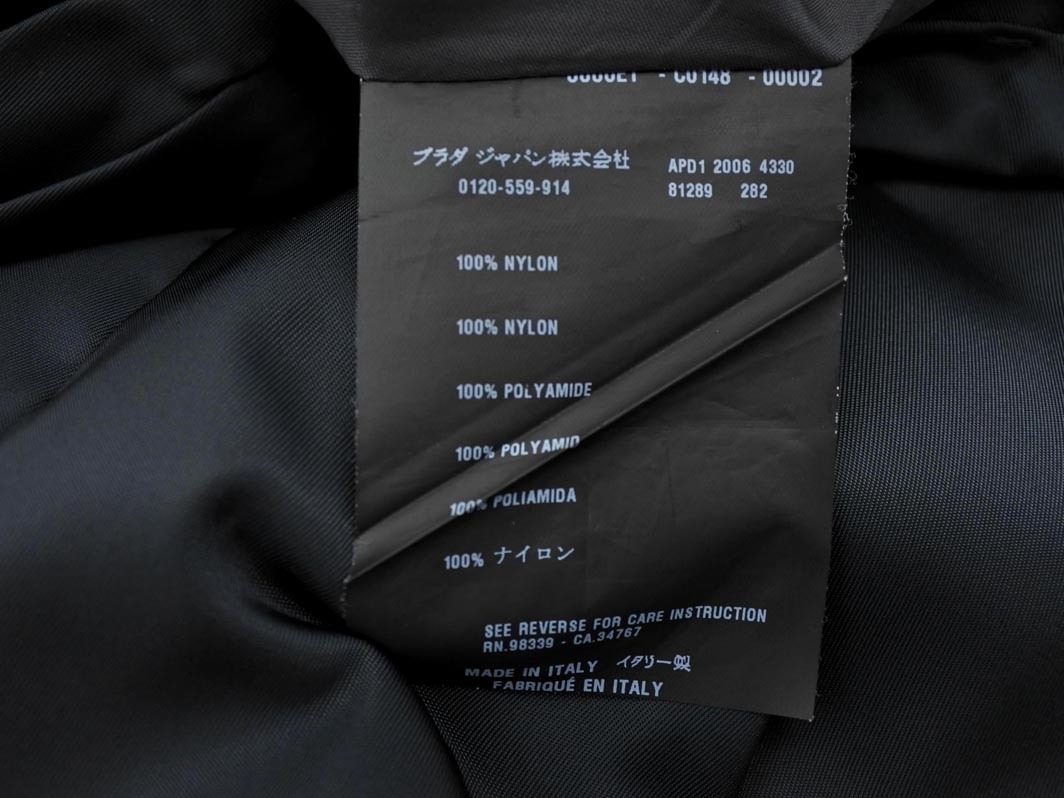 - C0148 - 00002
プラダ ジャパン株式会社
0120-559-914
APD1 2006 4330
81289 282
100% NYLON
100% NYLON
100% POLYAMIDE
100% POLYAMID
100% POLIAMIDA
100% ナイロン
SEE REVERSE FOR CARE INSTRUCTION
RN.98339 - CA.34767
MADE IN ITALY イタリー製
FABRIQUÉ EN ITALY